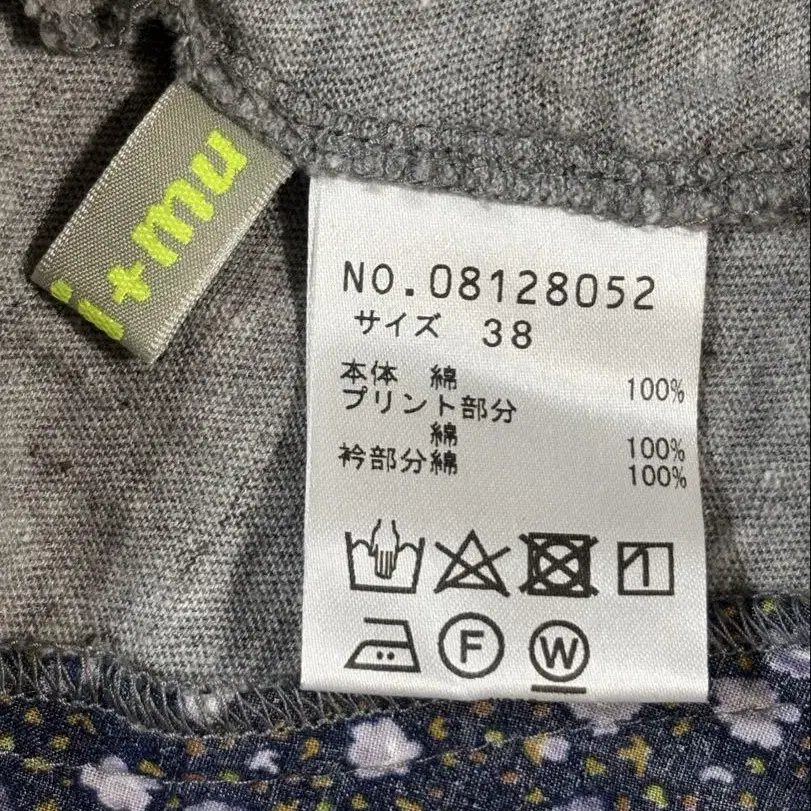 i+mu
NO.08128052
サイズ 38
本体 綿 100%
プリント部分
綿 100%
衿部分綿 100%
F
W